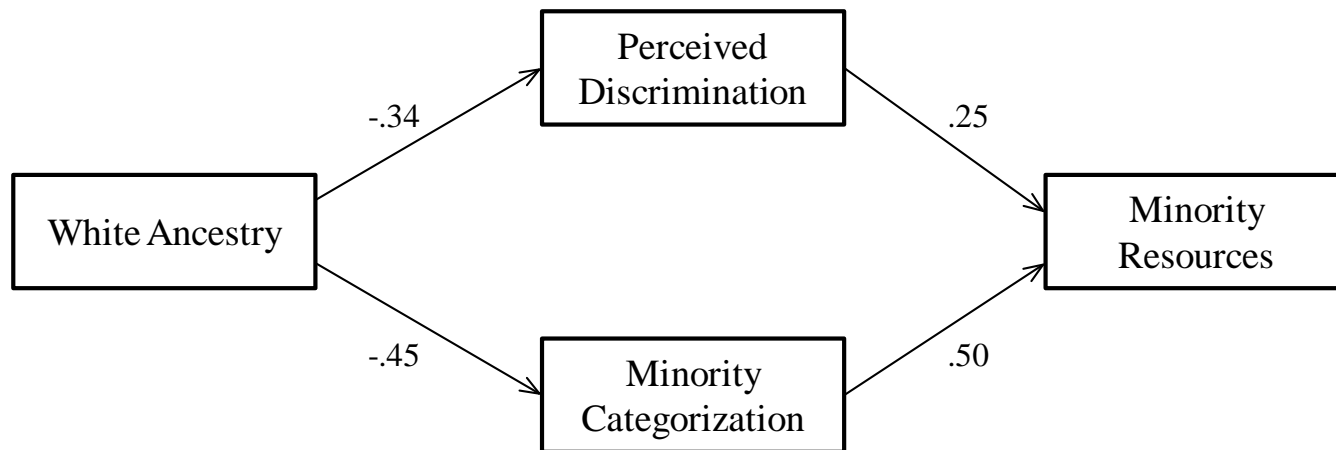 Perceived
Discrimination
-.34
.25
White Ancestry
Minority
Resources
-.45
.50
Minority
Categorization